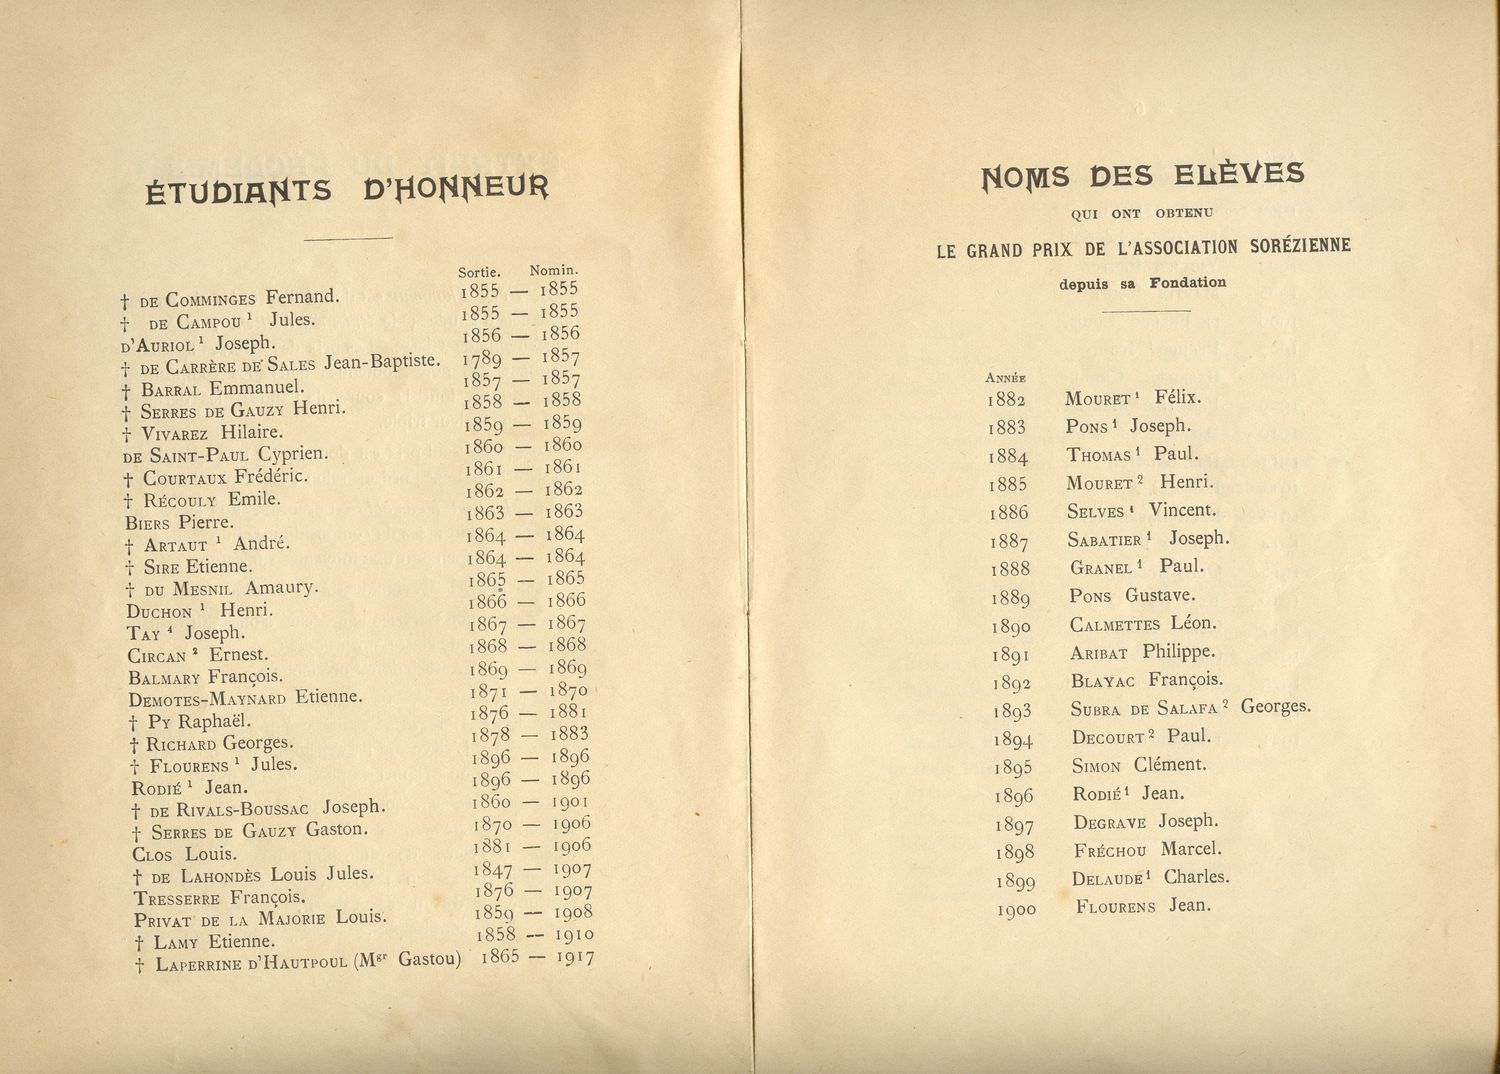 ÉTUDIANTS D'HONNEUR
Sortie. Nomin.
† DE COMMINGES Fernand. 1855 — 1855
† DE CAMPOU ¹ Jules. 1855 — 1855
D'AURIOL ¹ Joseph. 1856 — 1856
† DE CARRÈRE DE SALES Jean-Baptiste. 1789 — 1857
† BARRAL Emmanuel. 1857 — 1857
† SERRES DE GAUZY Henri. 1858 — 1858
† VIVAREZ Hilaire. 1859 — 1859
DE SAINT-PAUL Cyprien. 1860 — 1860
† COURTAUX Frédéric. 1861 — 1861
† RÉCOULY Emile. 1862 — 1862
BIERS Pierre. 1863 — 1863
† ARTAUT ¹ André. 1864 — 1864
† SIRE Etienne. 1864 — 1864
† DU MESNIL Amaury. 1865 — 1865
DUCHON ¹ Henri. 1866 — 1866
TAY ¹ Joseph. 1867 — 1867
CIRCAN ² Ernest. 1868 — 1868
BALMARY François. 1869 — 1869
DEMOTES-MAYNARD Etienne. 1871 — 1870
† PY Raphaël. 1876 — 1881
† RICHARD Georges. 1878 — 1883
† FLOURENS ¹ Jules. 1896 — 1896
RODIÉ ¹ Jean. 1896 — 1896
† DE RIVALS-BOUSSAC Joseph. 1860 — 1901
† SERRES DE GAUZY Gaston. 1870 — 1906
CLOS Louis. 1881 — 1906
† DE LAHONDÈS Louis Jules. 1847 — 1907
TRESSERRE François. 1876 — 1907
PRIVAT DE LA MAJORIE Louis. 1859 — 1908
† LAMY Etienne. 1858 — 1910
† LAPERRINE D'HAUTPOUL (Mgr Gastou) 1865 — 1917
NOMS DES ELÈVES
QUI ONT OBTENU
LE GRAND PRIX DE L'ASSOCIATION SORÉZIENNE
depuis sa Fondation
ANNÉE
1882 MOURET ¹ Félix.
1883 PONS ¹ Joseph.
1884 THOMAS ¹ Paul.
1885 MOURET ² Henri.
1886 SELVES ¹ Vincent.
1887 SABATIER ¹ Joseph.
1888 GRANEL ¹ Paul.
1889 PONS Gustave.
1890 CALMETTES Léon.
1891 ARIBAT Philippe.
1892 BLAYAC François.
1893 SUBRA DE SALAFA ² Georges.
1894 DECOURT ² Paul.
1895 SIMON Clément.
1896 RODIÉ ¹ Jean.
1897 DEGRAVE Joseph.
1898 FRÉCHOU Marcel.
1899 DELAUDE ¹ Charles.
1900 FLOURENS Jean.